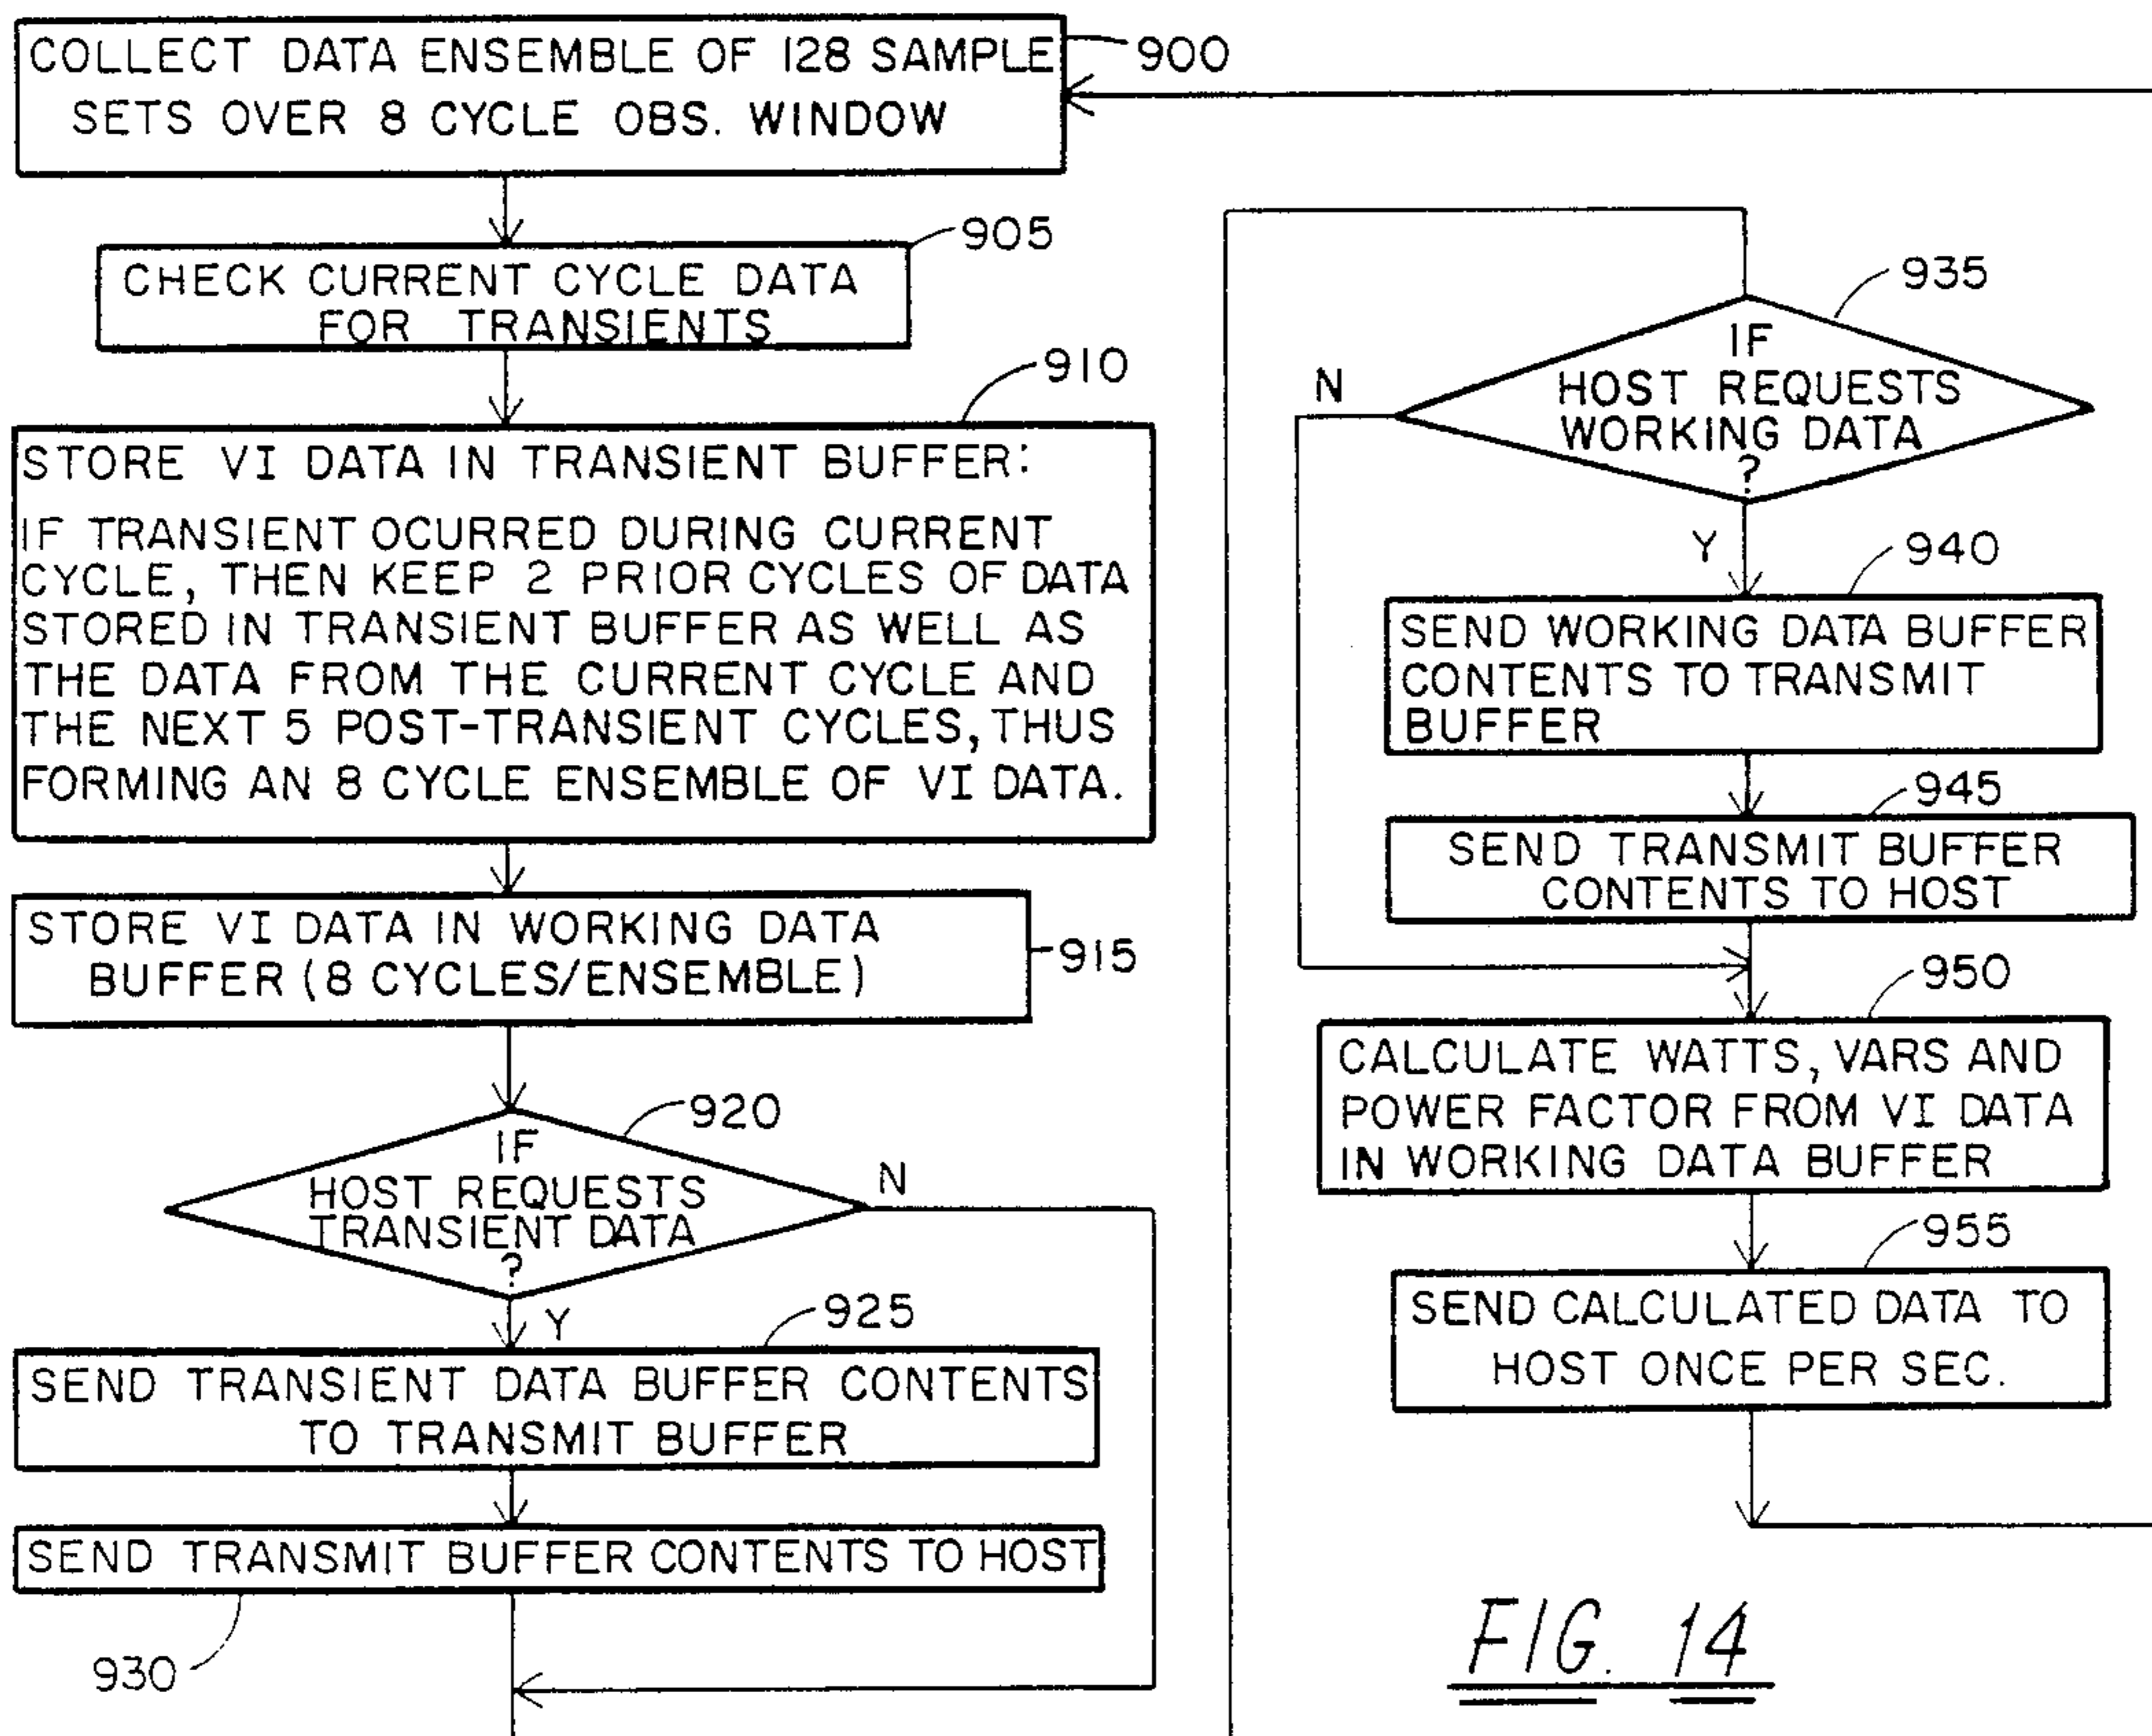 COLLECT DATA ENSEMBLE OF 128 SAMPLE
SETS OVER 8 CYCLE OBS. WINDOW
900
CHECK CURRENT CYCLE DATA
FOR TRANSIENTS
905
910
STORE VI DATA IN TRANSIENT BUFFER:
IF TRANSIENT OCURRED DURING CURRENT
CYCLE, THEN KEEP 2 PRIOR CYCLES OF DATA
STORED IN TRANSIENT BUFFER AS WELL AS
THE DATA FROM THE CURRENT CYCLE AND
THE NEXT 5 POST-TRANSIENT CYCLES, THUS
FORMING AN 8 CYCLE ENSEMBLE OF VI DATA.
STORE VI DATA IN WORKING DATA
BUFFER (8 CYCLES/ENSEMBLE)
915
920
IF
HOST REQUESTS
TRANSIENT DATA
?
N
Y
925
SEND TRANSIENT DATA BUFFER CONTENTS
TO TRANSMIT BUFFER
SEND TRANSMIT BUFFER CONTENTS TO HOST
930
935
IF
HOST REQUESTS
WORKING DATA
?
N
Y
940
SEND WORKING DATA BUFFER
CONTENTS TO TRANSMIT
BUFFER
945
SEND TRANSMIT BUFFER
CONTENTS TO HOST
950
CALCULATE WATTS, VARS AND
POWER FACTOR FROM VI DATA
IN WORKING DATA BUFFER
955
SEND CALCULATED DATA TO
HOST ONCE PER SEC.
FIG. 14